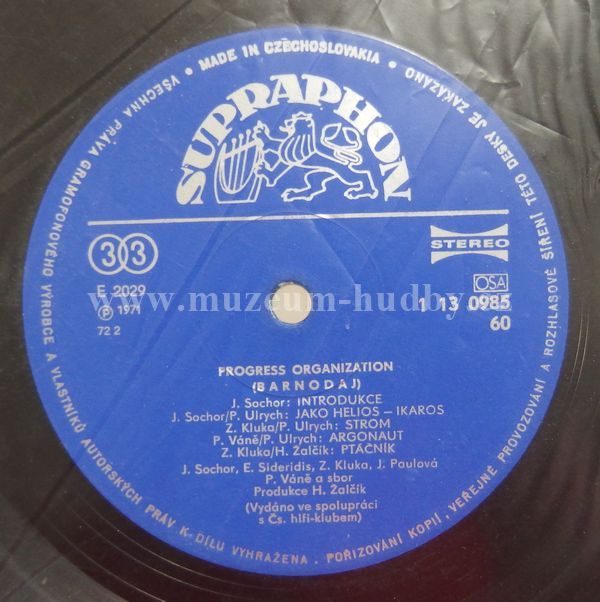 VŠECHNA PRÁVA GRAMOFONOVÉHO VÝROBCE A VLASTNÍKŮ AUTORSKÝCH PRÁV K DÍLU VYHRAŽENA. POŘIZOVÁNÍ KOPIÍ, VEŘEJNÉ PROVOZOVÁNÍ A ROZHLASOVÉ ŠÍŘENÍ TÉTO DESKY JE ZAKÁZÁNO • MADE IN CZECHOSLOVAKIA •
SUPRAPHON
33
STEREO
E 2029
℗ 1971
72 2
OSA
1 13 0985
60
www.muzeum-hudby.
PROGRESS ORGANIZATION
(BARNODAJ)
J. Sochor: INTRODUKCE
J. Sochor/P. Ulrych: JAKO HELIOS – IKAROS
Z. Kluka/P. Ulrych: STROM
P. Váně/P. Ulrych: ARGONAUT
Z. Kluka/H. Žalčík: PTÁČNÍK
J. Sochor, E. Sideridis, Z. Kluka, J. Paulová
P. Váně a sbor
Produkce H. Žalčík
(Vydáno ve spolupráci
s Čs. hifi-klubem)